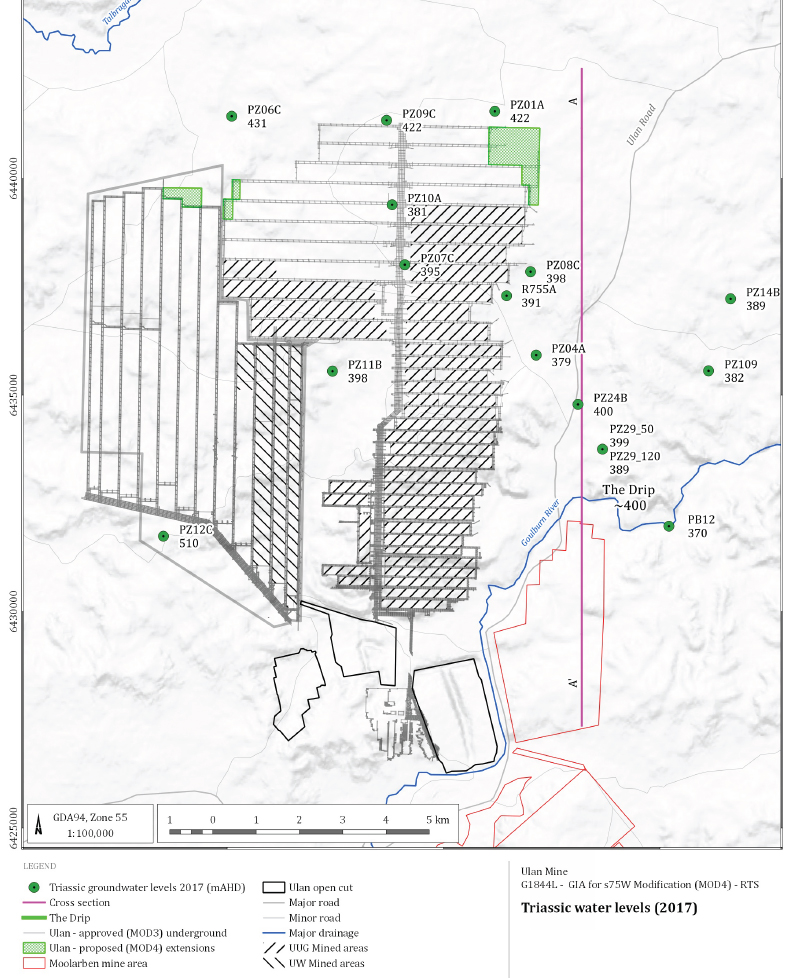 Talbragar
PZ06C
431
PZ09C
422
PZ01A
422
A
Ulan Road
6440000
PZ10A
381
PZ07C
395
PZ08C
398
R755A
391
PZ14B
389
PZ04A
379
PZ11B
398
PZ109
382
6435000
PZ24B
400
PZ29_50
399
PZ29_120
389
The Drip
~400
Goulburn River
PB12
370
PZ12C
510
6430000
A'
6425000
N
GDA94, Zone 55
1:100,000
1 0 1 2 3 4 5 km
LEGEND
Triassic groundwater levels 2017 (mAHD)
Cross section
The Drip
Ulan - approved (MOD3) underground
Ulan - proposed (MOD4) extensions
Moolarben mine area
Ulan open cut
Major road
Minor road
Major drainage
UUG Mined areas
UW Mined areas
Ulan Mine
G1844L - GIA for s75W Modification (MOD4) - RTS
Triassic water levels (2017)